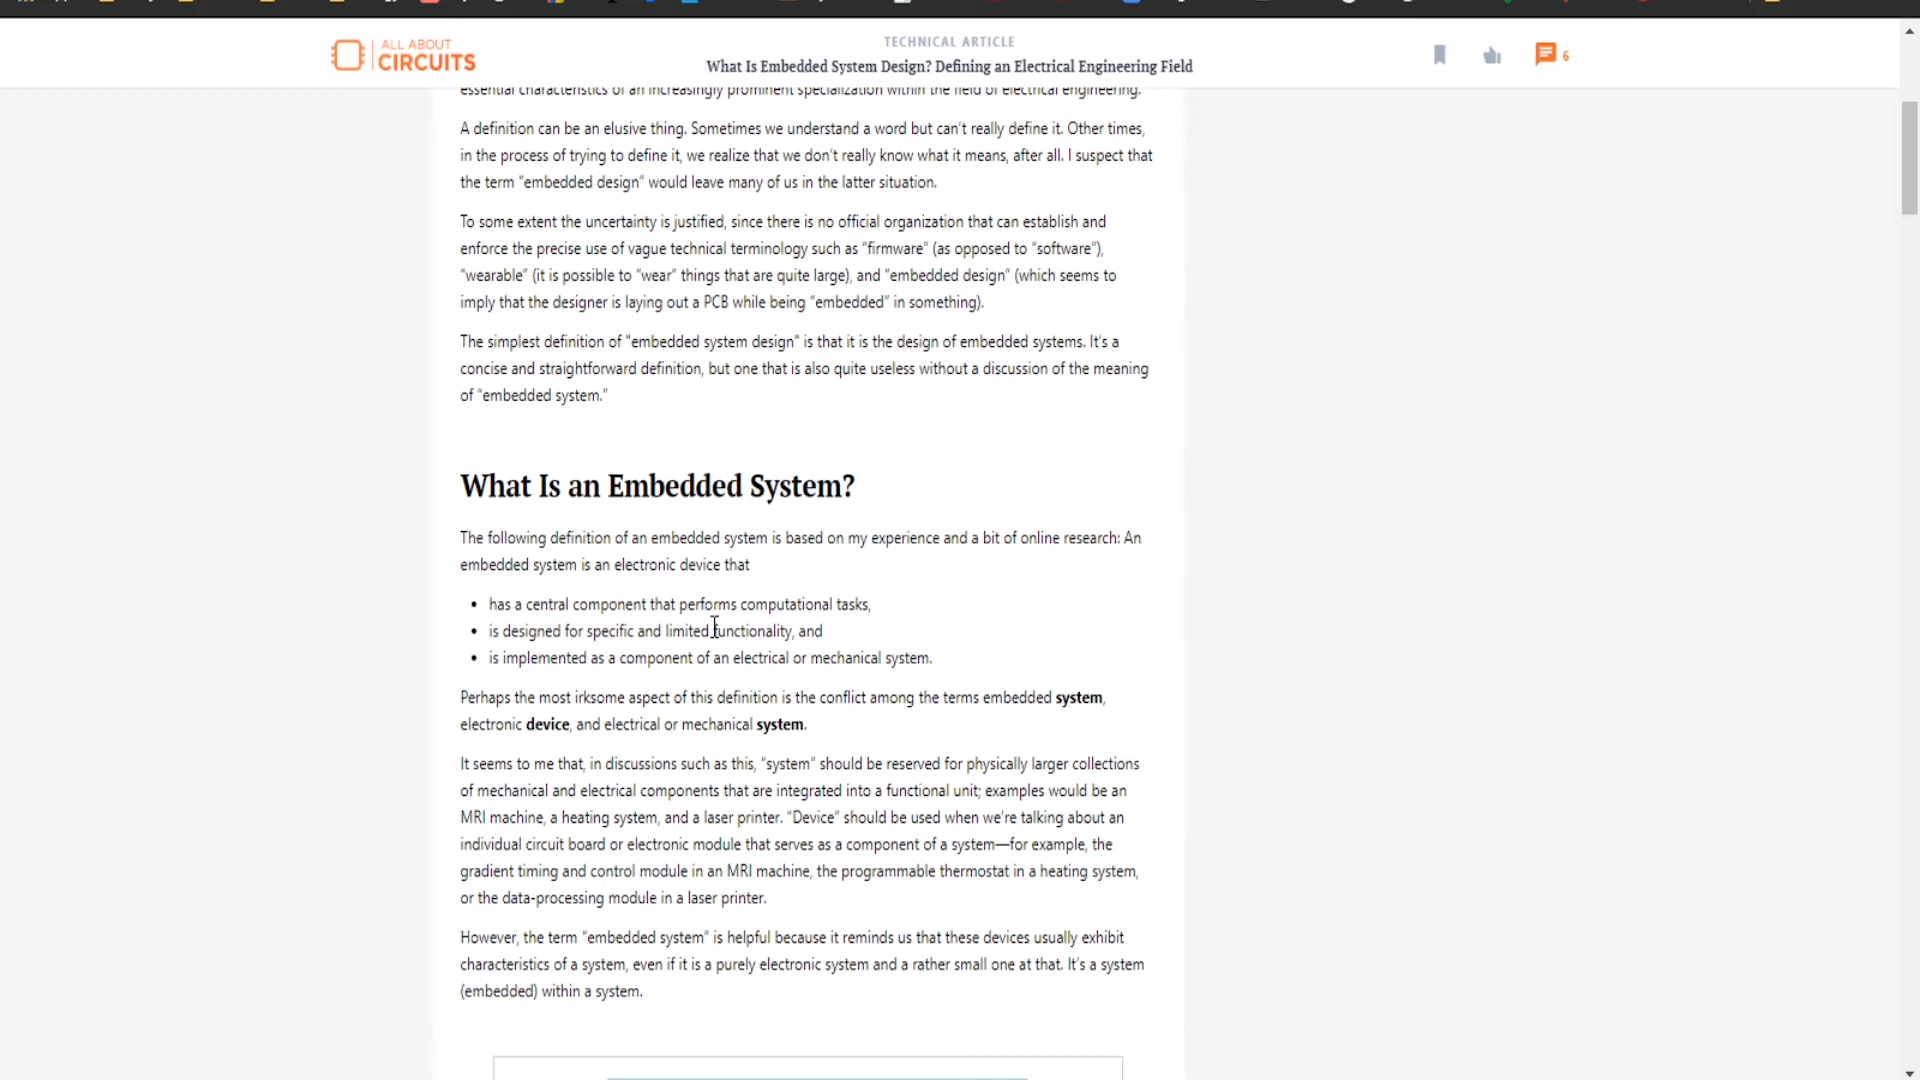 ALL ABOUT
CIRCUITS
TECHNICAL ARTICLE
What Is Embedded System Design? Defining an Electrical Engineering Field
6
essential characteristics of an increasingly prominent specialization within the field of electrical engineering.
A definition can be an elusive thing. Sometimes we understand a word but can’t really define it. Other times,
in the process of trying to define it, we realize that we don’t really know what it means, after all. I suspect that
the term “embedded design” would leave many of us in the latter situation.
To some extent the uncertainty is justified, since there is no official organization that can establish and
enforce the precise use of vague technical terminology such as “firmware” (as opposed to “software”),
“wearable” (it is possible to “wear” things that are quite large), and “embedded design” (which seems to
imply that the designer is laying out a PCB while being “embedded” in something).
The simplest definition of "embedded system design" is that it is the design of embedded systems. It’s a
concise and straightforward definition, but one that is also quite useless without a discussion of the meaning
of “embedded system.”
What Is an Embedded System?
The following definition of an embedded system is based on my experience and a bit of online research: An
embedded system is an electronic device that
• has a central component that performs computational tasks,
• is designed for specific and limited functionality, and
• is implemented as a component of an electrical or mechanical system.
Perhaps the most irksome aspect of this definition is the conflict among the terms embedded system,
electronic device, and electrical or mechanical system.
It seems to me that, in discussions such as this, “system” should be reserved for physically larger collections
of mechanical and electrical components that are integrated into a functional unit; examples would be an
MRI machine, a heating system, and a laser printer. “Device” should be used when we’re talking about an
individual circuit board or electronic module that serves as a component of a system—for example, the
gradient timing and control module in an MRI machine, the programmable thermostat in a heating system,
or the data-processing module in a laser printer.
However, the term “embedded system” is helpful because it reminds us that these devices usually exhibit
characteristics of a system, even if it is a purely electronic system and a rather small one at that. It’s a system
(embedded) within a system.